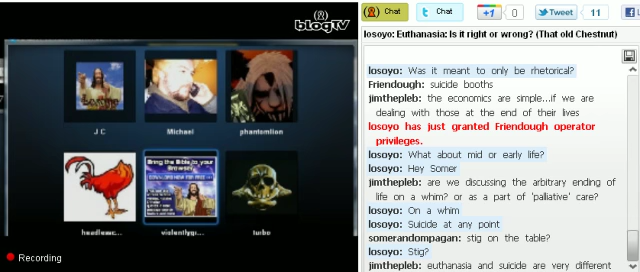 blogTV
J C
Michael
phantsmlion
Bring the Bible to your
Browser
headleawc...
violentlygr...
turbo
Recording
Chat
t Chat
+1
0
Tweet
11
losoyo: Euthanasia: Is it right or wrong? (That old Chestnut)
losoyo: Was it meant to only be rhetorical?
Friendough: suicide booths
jimthepleb: the economics are simple...if we are
dealing with those at the end of their lives
losoyo has just granted Friendough operator
privileges.
losoyo: What about mid or early life?
losoyo: Hey Somer
jimthepleb: are we discussing the arbitrary ending of
life on a whim? or as a part of 'palliative' care?
losoyo: On a whim
losoyo: Suicide at any point
somerandompagan: stig on the table?
losoyo: Stig?
jimthepleb: euthanasia and suicide are very different